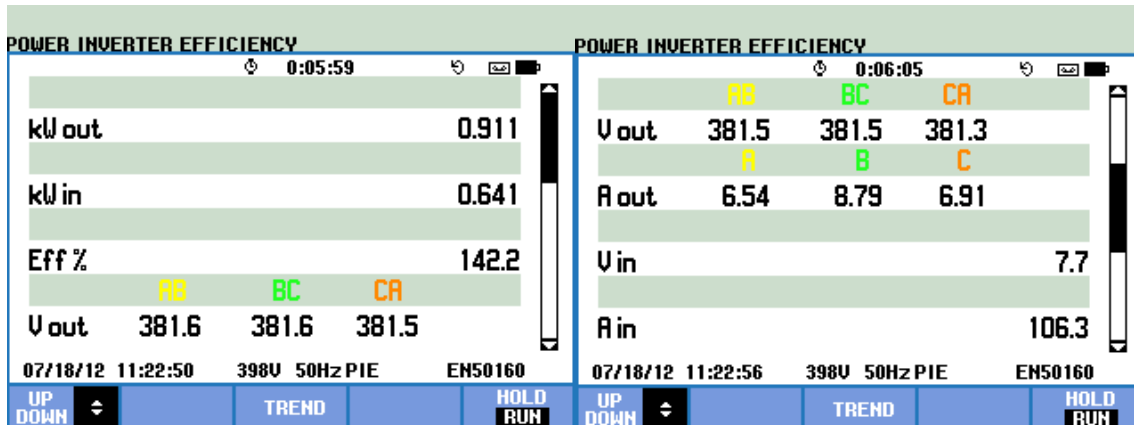 POWER INVERTER EFFICIENCY
0:05:59
kW out 0.911
kW in 0.641
Eff % 142.2
AB BC CA
V out 381.6 381.6 381.5
07/18/12 11:22:50 398V 50Hz PIE EN50160
UP DOWN TREND HOLD RUN
POWER INVERTER EFFICIENCY
0:06:05
AB BC CA
V out 381.5 381.5 381.3
A B C
A out 6.54 8.79 6.91
V in 7.7
A in 106.3
07/18/12 11:22:56 398V 50Hz PIE EN50160
UP DOWN TREND HOLD RUN